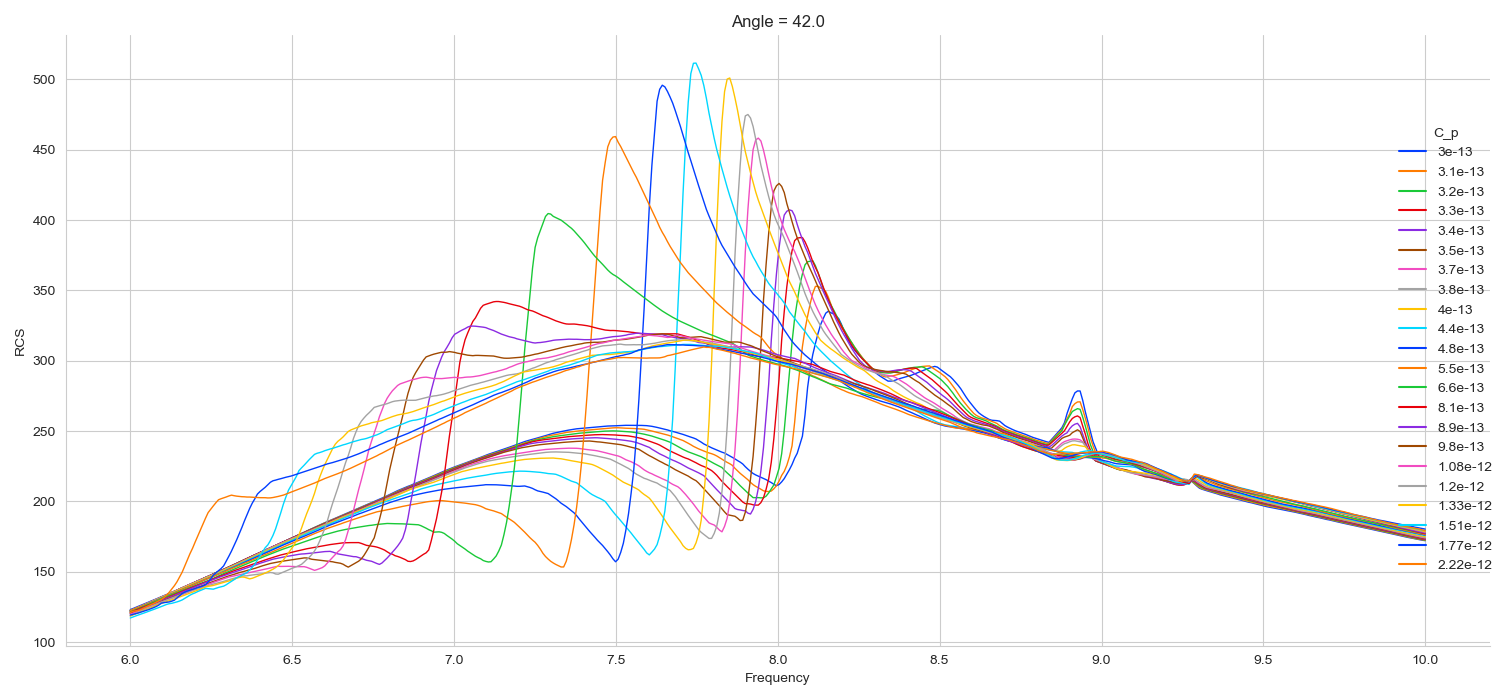 Angle = 42.0
RCS
500
450
400
350
300
250
200
150
100
6.0 6.5 7.0 7.5 8.0 8.5 9.0 9.5 10.0
Frequency
C_p
3e-13
3.1e-13
3.2e-13
3.3e-13
3.4e-13
3.5e-13
3.7e-13
3.8e-13
4e-13
4.4e-13
4.8e-13
5.5e-13
6.6e-13
8.1e-13
8.9e-13
9.8e-13
1.08e-12
1.2e-12
1.33e-12
1.51e-12
1.77e-12
2.22e-12